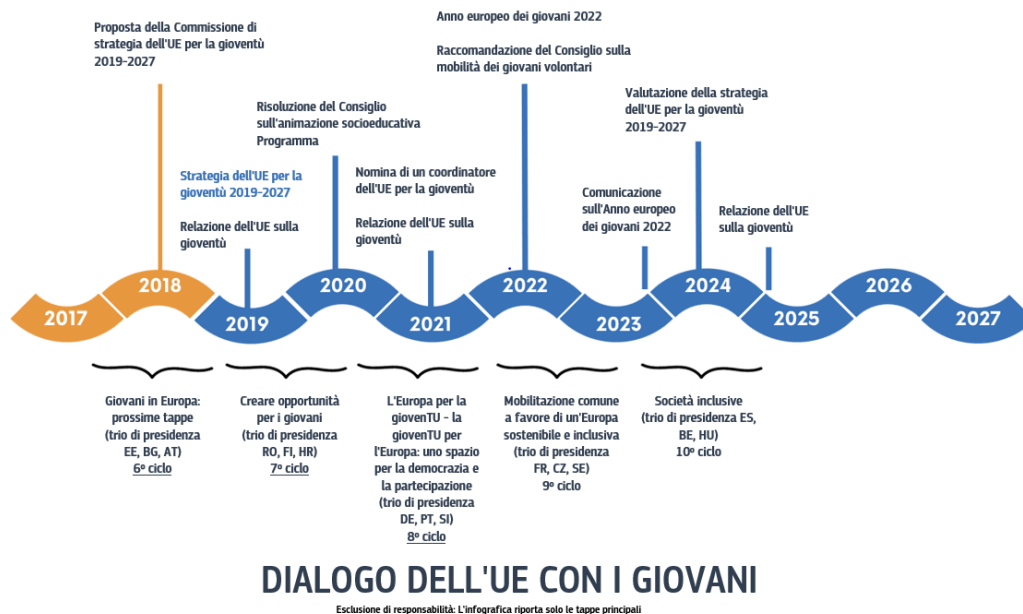 Proposta della Commissione di
strategia dell'UE per la gioventù
2019-2027
Strategia dell'UE per la
gioventù 2019-2027
Relazione dell'UE sulla
gioventù
Risoluzione del Consiglio
sull'animazione socioeducativa
Programma
Nomina di un coordinatore
dell'UE per la gioventù
Relazione dell'UE sulla
gioventù
Anno europeo dei giovani 2022
Raccomandazione del Consiglio sulla
mobilità dei giovani volontari
Comunicazione
sull'Anno europeo
dei giovani 2022
Valutazione della strategia
dell'UE per la gioventù
2019-2027
Relazione dell'UE
sulla gioventù
2017
2018
2019
2020
2021
2022
2023
2024
2025
2026
2027
Giovani in Europa:
prossime tappe
(trio di presidenza
EE, BG, AT)
6º ciclo
Creare opportunità
per i giovani
(trio di presidenza
RO, FI, HR)
7º ciclo
L'Europa per la
giovenTU - la
giovenTU per
l'Europa: uno spazio
per la democrazia e
la partecipazione
(trio di presidenza
DE, PT, SI)
8º ciclo
Mobilitazione comune
a favore di un'Europa
sostenibile e inclusiva
(trio di presidenza
FR, CZ, SE)
9º ciclo
Società inclusive
(trio di presidenza ES,
BE, HU)
10º ciclo
DIALOGO DELL'UE CON I GIOVANI
Esclusione di responsabilità: L'infografica riporta solo le tappe principali